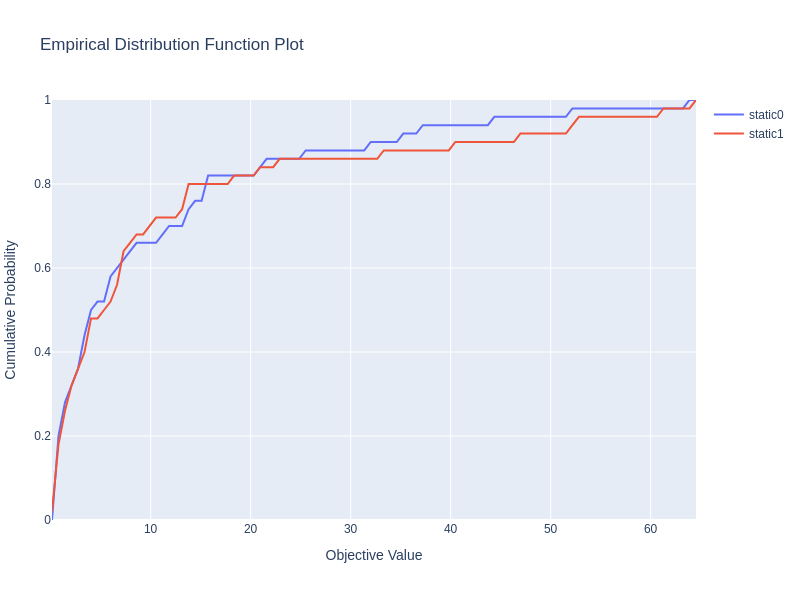 Empirical Distribution Function Plot
static0
static1
1
0.8
0.6
0.4
0.2
0
Cumulative Probability
10
20
30
40
50
60
Objective Value